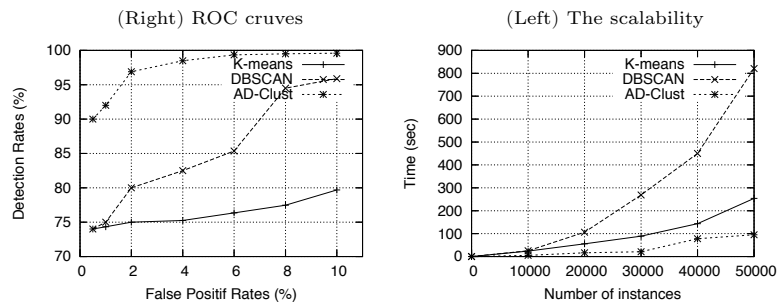 (Right) ROC cruves
Detection Rates (%)
100
95
90
85
80
75
70
K-means
DBSCAN
AD-Clust
0 2 4 6 8 10
False Positif Rates (%)
(Left) The scalability
Time (sec)
900
800
700
600
500
400
300
200
100
0
K-means
DBSCAN
AD-Clust
0 10000 20000 30000 40000 50000
Number of instances